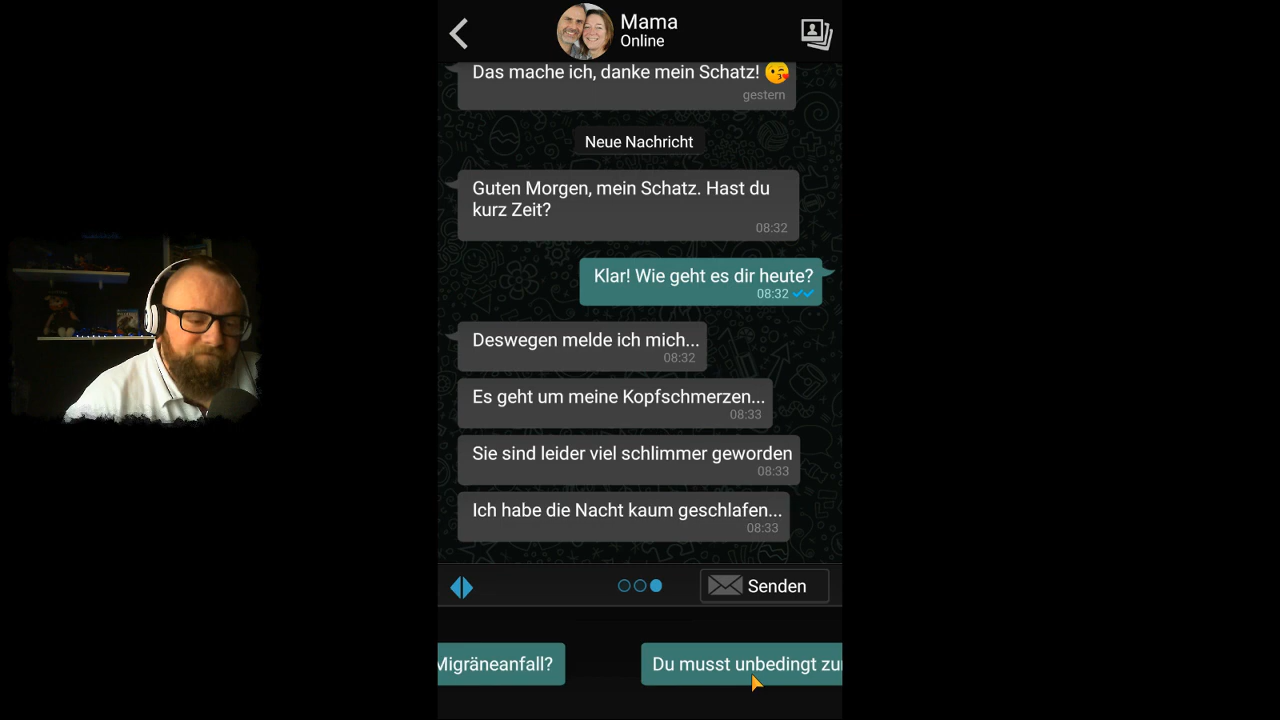 Mama
Online
Das mache ich, danke mein Schatz! 😘
gestern
Neue Nachricht
Guten Morgen, mein Schatz. Hast du
kurz Zeit?
08:32
Klar! Wie geht es dir heute?
08:32
Deswegen melde ich mich...
08:32
Es geht um meine Kopfschmerzen...
08:33
Sie sind leider viel schlimmer geworden
08:33
Ich habe die Nacht kaum geschlafen...
08:33
Senden
Migräneanfall?
Du musst unbedingt zu